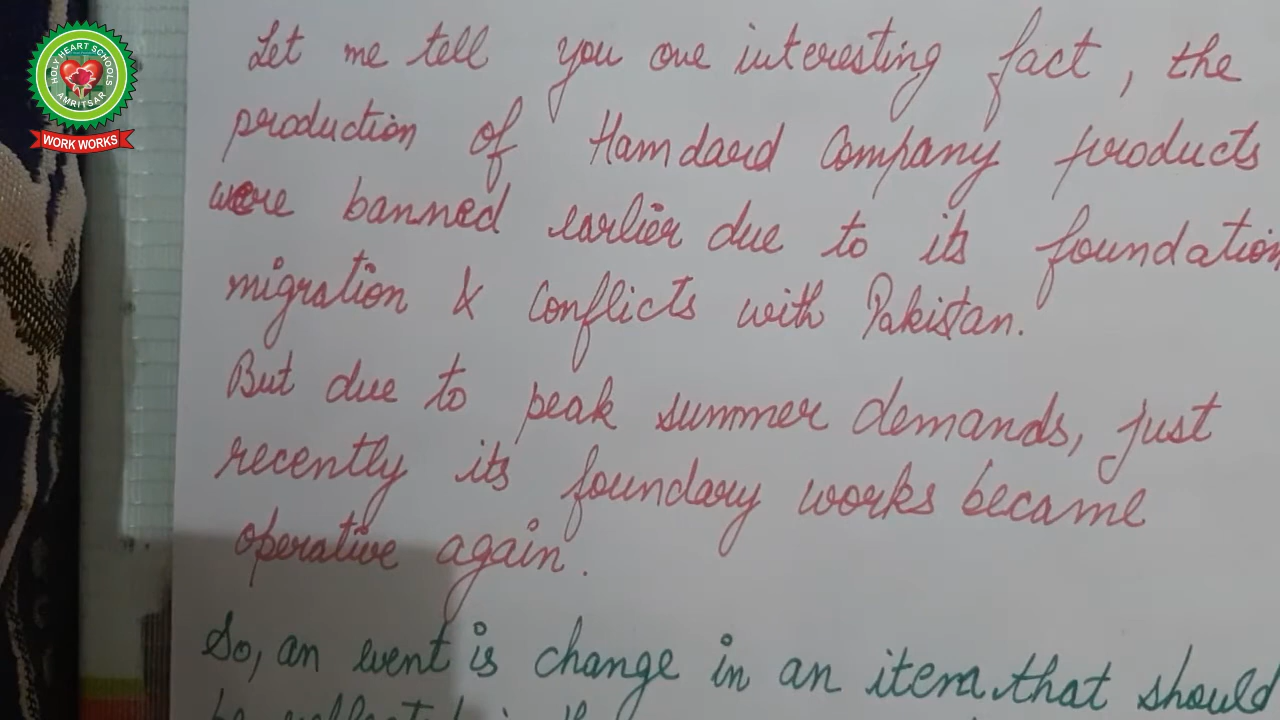 HOLY HEART SCHOOLS
AMRITSAR
WORK WORKS
Let me tell you one interesting fact, the
production of Hamdard Company products
were banned earlier due to its foundation
migration & Conflicts with Pakistan.
But due to peak summer demands, just
recently its foundary works became
operative again.
So, an event is change in an item that should
be